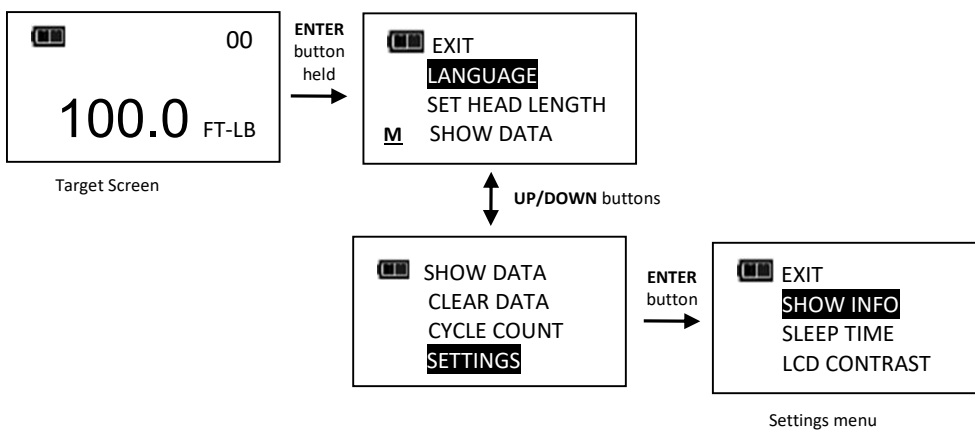 00
100.0 FT-LB
Target Screen
ENTER
button
held
EXIT
LANGUAGE
SET HEAD LENGTH
M SHOW DATA
UP/DOWN buttons
SHOW DATA
CLEAR DATA
CYCLE COUNT
SETTINGS
ENTER
button
EXIT
SHOW INFO
SLEEP TIME
LCD CONTRAST
Settings menu